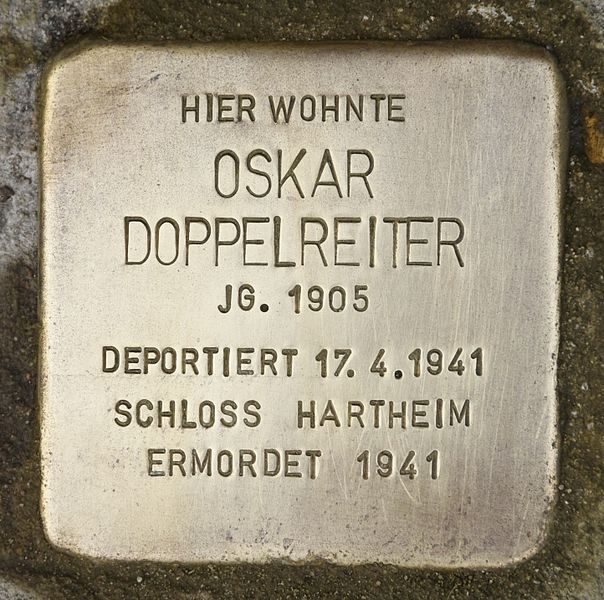 HIER WOHNTE
OSKAR
DOPPELREITER
JG. 1905
DEPORTIERT 17.4.1941
SCHLOSS HARTHEIM
ERMORDET 1941